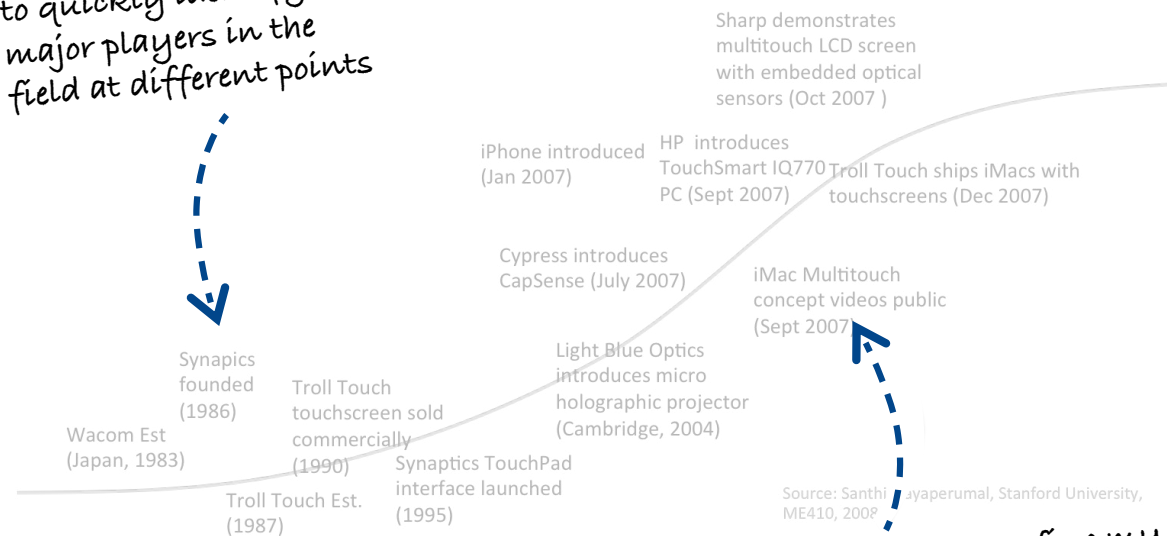 to quickly
major players in the
field at different points
Sharp demonstrates
multitouch LCD screen
with embedded optical
sensors (Oct 2007 )
iPhone introduced
(Jan 2007)
HP introduces
TouchSmart IQ770
PC (Sept 2007)
Troll Touch ships iMacs with
touchscreens (Dec 2007)
Cypress introduces
CapSense (July 2007)
iMac Multitouch
concept videos public
(Sept 2007)
Light Blue Optics
introduces micro
holographic projector
(Cambridge, 2004)
Synapics
founded
(1986)
Troll Touch
touchscreen sold
commercially
(1990)
Wacom Est
(Japan, 1983)
Synaptics TouchPad
interface launched
(1995)
Troll Touch Est.
(1987)
Source: Santhi Stanford University,
ME410, 2008